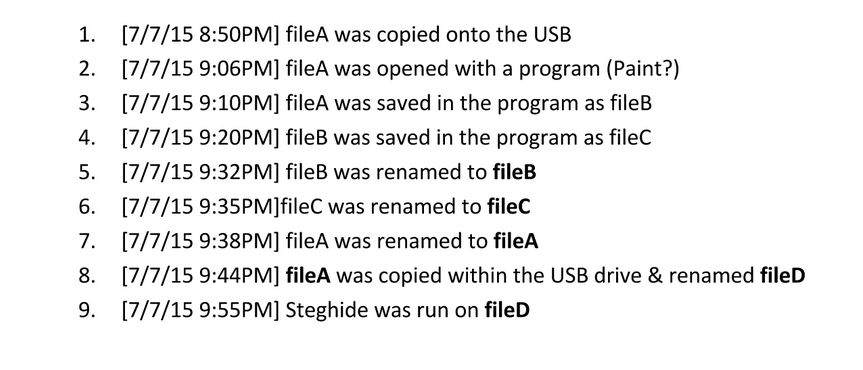 1. [7/7/15 8:50PM] fileA was copied onto the USB
2. [7/7/15 9:06PM] fileA was opened with a program (Paint?)
3. [7/7/15 9:10PM] fileA was saved in the program as fileB
4. [7/7/15 9:20PM] fileB was saved in the program as fileC
5. [7/7/15 9:32PM] fileB was renamed to fileB
6. [7/7/15 9:35PM]fileC was renamed to fileC
7. [7/7/15 9:38PM] fileA was renamed to fileA
8. [7/7/15 9:44PM] fileA was copied within the USB drive & renamed fileD
9. [7/7/15 9:55PM] Steghide was run on fileD